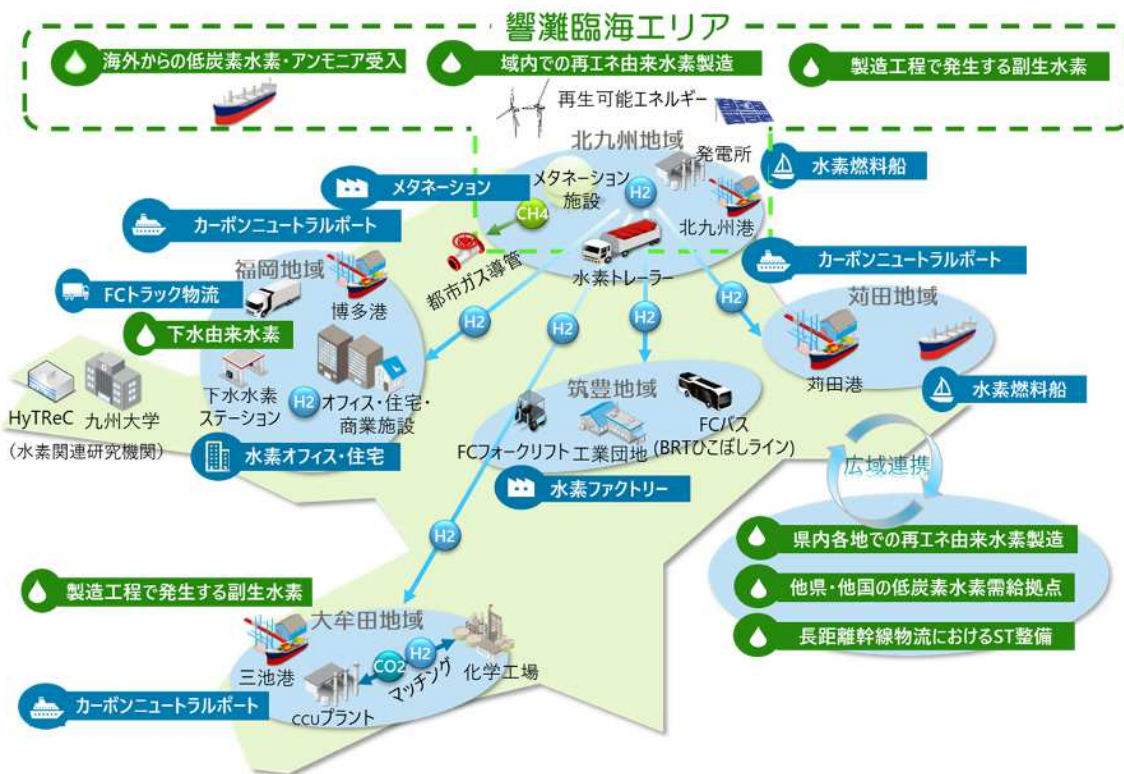 響灘臨海エリア
海外からの低炭素水素・アンモニア受入
域内での再エネ由来水素製造
製造工程で発生する副生水素
再生可能エネルギー
北九州地域
発電所
水素燃料船
メタネーション
メタネーション
施設
H2
CH4
北九州港
カーボンニュートラルポート
水素トレーラー
都市ガス導管
カーボンニュートラルポート
福岡地域
FCトラック物流
博多港
H2
H2
H2
H2
苅田地域
下水由来水素
苅田港
水素燃料船
HyTReC
九州大学
(水素関連研究機関)
下水水素
ステーション
H2
オフィス・住宅・
商業施設
水素オフィス・住宅
筑豊地域
FCフォークリフト
工業団地
FCバス
(BRTひこぼしライン)
水素ファクトリー
広域連携
県内各地での再エネ由来水素製造
他県・他国の低炭素水素需給拠点
長距離幹線物流におけるST整備
H2
製造工程で発生する副生水素
大牟田地域
三池港
CO2
H2
マッチング
化学工場
ccuプラント
カーボンニュートラルポート